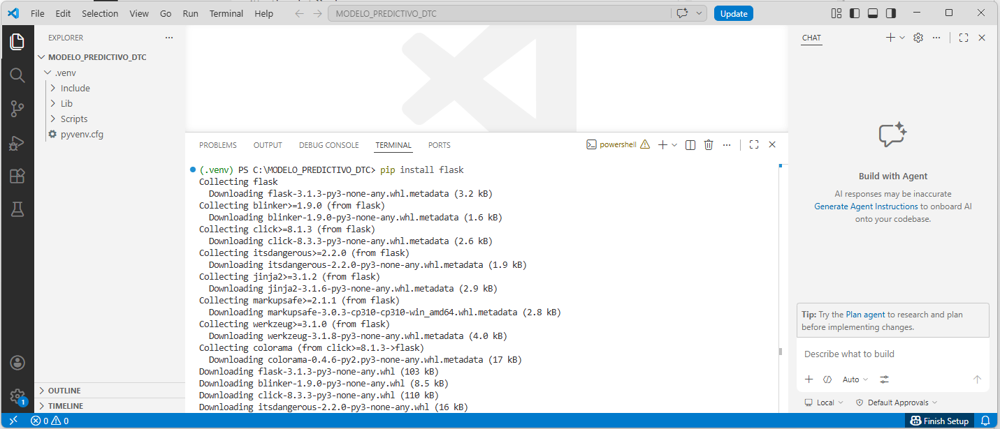 File Edit Selection View Go Run Terminal Help MODELO_PREDICTIVO_DTC Update
EXPLORER
MODELO_PREDICTIVO_DTC
.venv
Include
Lib
Scripts
pyvenv.cfg
OUTLINE
TIMELINE
PROBLEMS OUTPUT DEBUG CONSOLE TERMINAL PORTS powershell
(.venv) PS C:\MODELO_PREDICTIVO_DTC> pip install flask
Collecting flask
Downloading flask-3.1.3-py3-none-any.whl.metadata (3.2 kB)
Collecting blinker>=1.9.0 (from flask)
Downloading blinker-1.9.0-py3-none-any.whl.metadata (1.6 kB)
Collecting click>=8.1.3 (from flask)
Downloading click-8.3.3-py3-none-any.whl.metadata (2.6 kB)
Collecting itsdangerous>=2.2.0 (from flask)
Downloading itsdangerous-2.2.0-py3-none-any.whl.metadata (1.9 kB)
Collecting jinja2>=3.1.2 (from flask)
Downloading jinja2-3.1.6-py3-none-any.whl.metadata (2.9 kB)
Collecting markupsafe>=2.1.1 (from flask)
Downloading markupsafe-3.0.3-cp310-cp310-win_amd64.whl.metadata (2.8 kB)
Collecting werkzeug>=3.1.0 (from flask)
Downloading werkzeug-3.1.8-py3-none-any.whl.metadata (4.0 kB)
Collecting colorama (from click>=8.1.3->flask)
Downloading colorama-0.4.6-py2.py3-none-any.whl.metadata (17 kB)
Downloading flask-3.1.3-py3-none-any.whl (103 kB)
Downloading blinker-1.9.0-py3-none-any.whl (8.5 kB)
Downloading click-8.3.3-py3-none-any.whl (110 kB)
Downloading itsdangerous-2.2.0-py3-none-any.whl (16 kB)
CHAT
Build with Agent
AI responses may be inaccurate
Generate Agent Instructions to onboard AI
onto your codebase.
Tip: Try the Plan agent to research and plan
before implementing changes.
Describe what to build
Auto
Local Default Approvals
1
0 0 Finish Setup